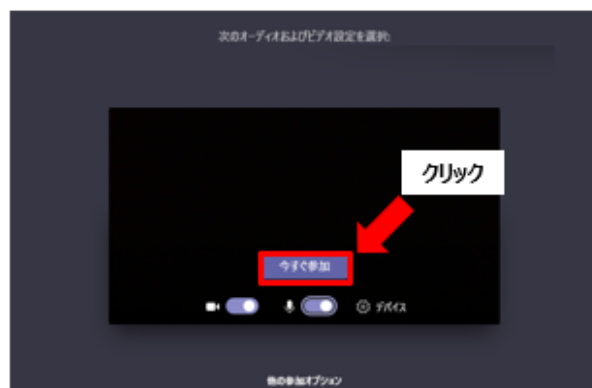 次のオーディオおよびビデオ設定を選択:
クリック
今すぐ参加
デバイス
他の参加オプション